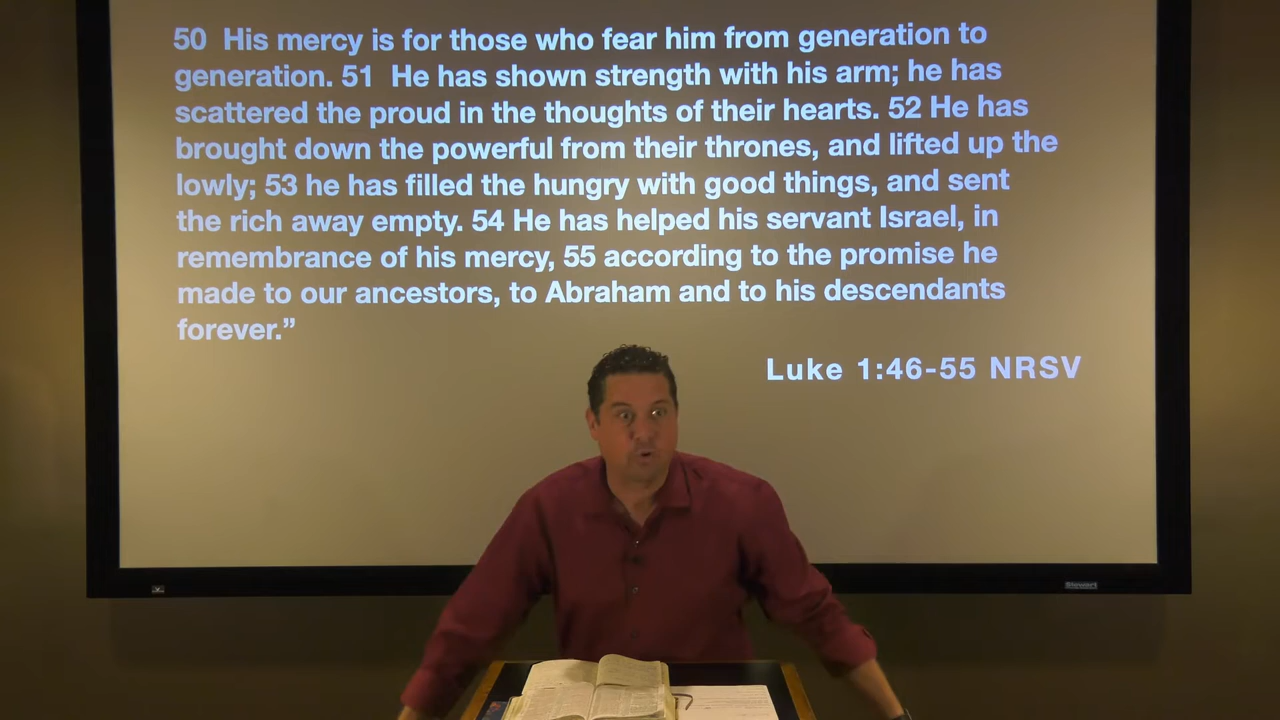 50 His mercy is for those who fear him from generation to
generation. 51 He has shown strength with his arm; he has
scattered the proud in the thoughts of their hearts. 52 He has
brought down the powerful from their thrones, and lifted up the
lowly; 53 he has filled the hungry with good things, and sent
the rich away empty. 54 He has helped his servant Israel, in
remembrance of his mercy, 55 according to the promise he
made to our ancestors, to Abraham and to his descendants
forever.”
Luke 1:46-55 NRSV
Stewart